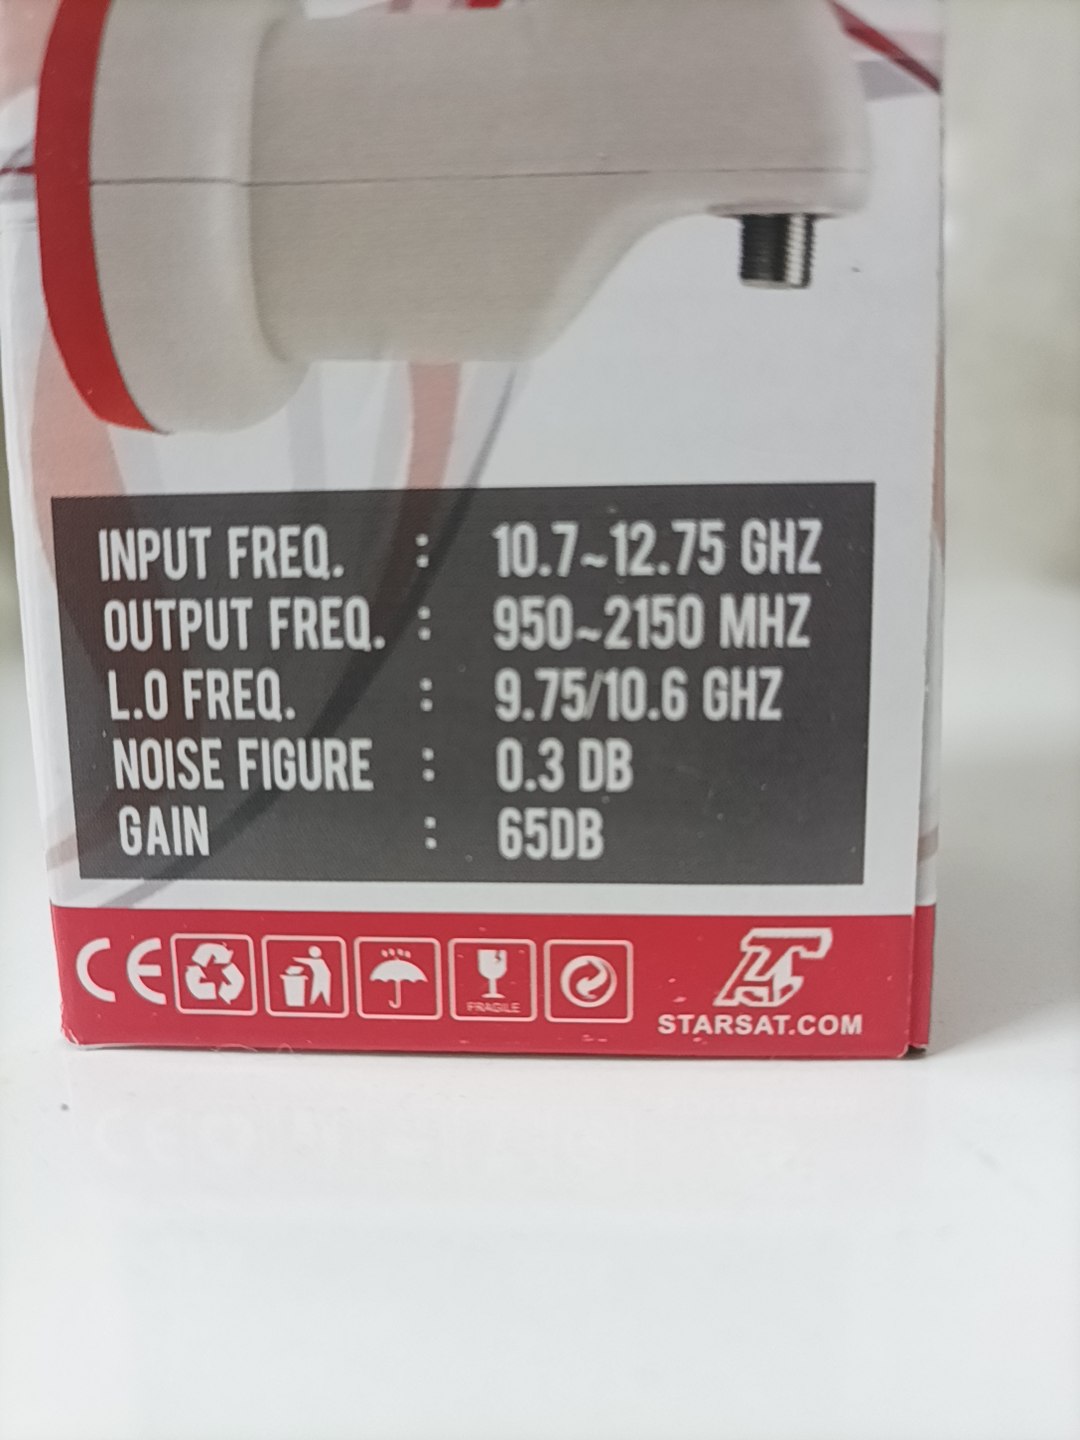 INPUT FREQ. : 10.7~12.75 GHZ
OUTPUT FREQ. : 950~2150 MHZ
L.O FREQ. : 9.75/10.6 GHZ
NOISE FIGURE : 0.3 DB
GAIN : 65DB
CE
FRAGILE
STARSAT.COM